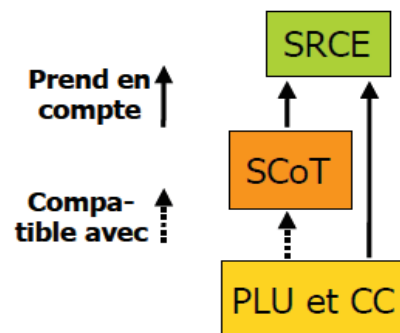 SRCE
Prend en
compte
SCoT
Compa-
tible avec
PLU et CC